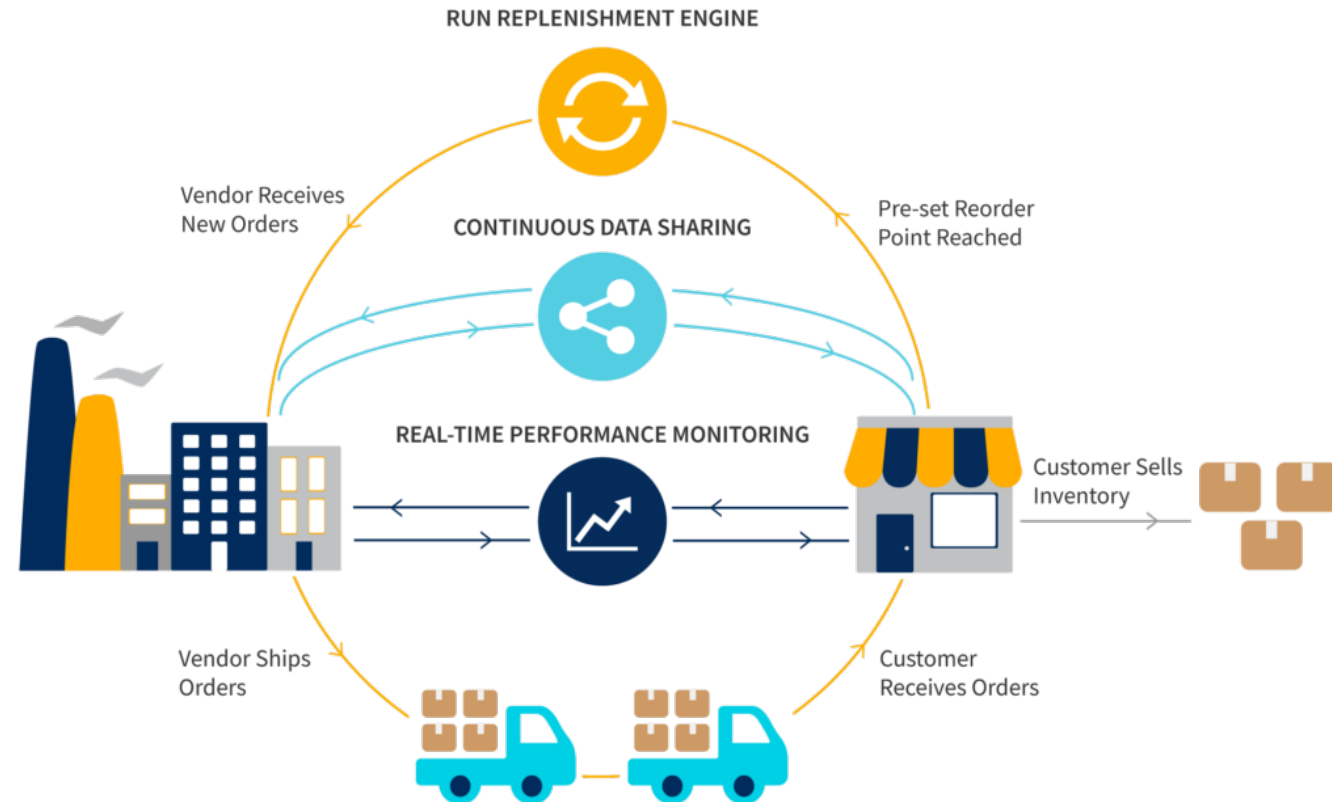 RUN REPLENISHMENT ENGINE
Vendor Receives
New Orders
Pre-set Reorder
Point Reached
CONTINUOUS DATA SHARING
REAL-TIME PERFORMANCE MONITORING
Customer Sells
Inventory
Vendor Ships
Orders
Customer
Receives Orders